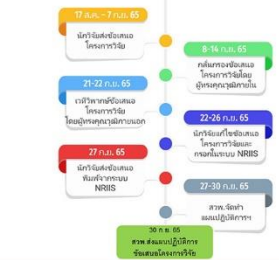 17 ส.ค. - 7 ก.ย. 65
นักวิจัยส่งข้อเสนอ
โครงการวิจัย
8-14 ก.ย. 65
กลั่นกรองข้อเสนอ
โครงการวิจัยโดย
ผู้ทรงคุณวุฒิภายใน
21-22 ก.ย. 65
เวทีวิพากษ์ข้อเสนอ
โครงการวิจัย
โดยผู้ทรงคุณวุฒิภายนอก
22-26 ก.ย. 65
นักวิจัยแก้ไขข้อเสนอ
โครงการวิจัยและ
กรอกในระบบ NRIIS
27 ก.ย. 65
นักวิจัยส่งข้อเสนอ
พิมพ์จากระบบ
NRIIS
27-30 ก.ย. 65
สวพ.จัดทำ
แผนปฏิบัติการฯ
30 ก.ย. 65
สวพ ส่งแผนปฏิบัติการ
ข้อเสนอโครงการวิจัย